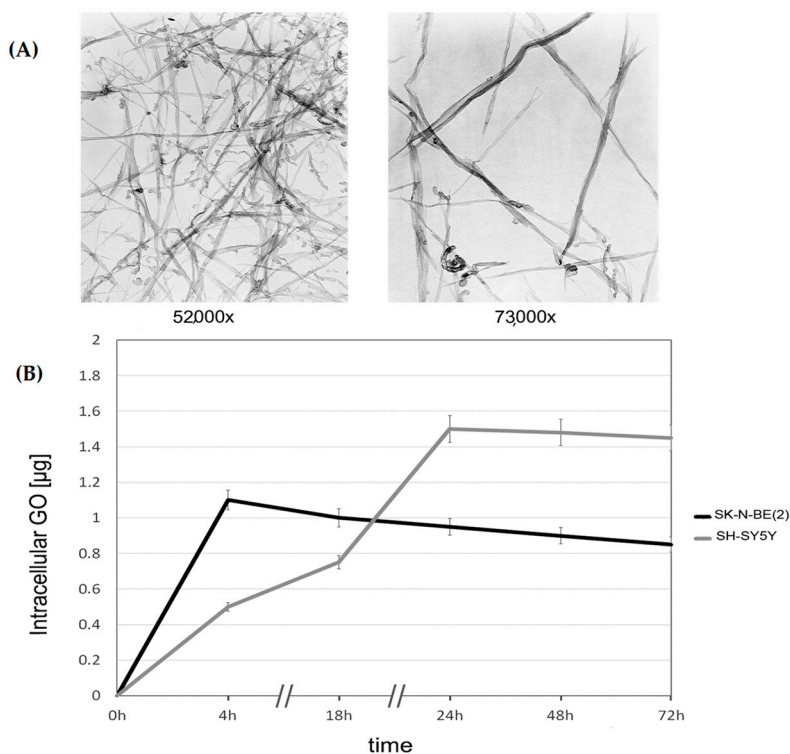 (A)
52,000x 73,000x
(B)
2
1.8
1.6
1.4
1.2
1
0.8
0.6
0.4
0.2
0
Intracellular GO [µg]
0h 4h 18h 24h 48h 72h
time
SK-N-BE(2)
SH-SY5Y